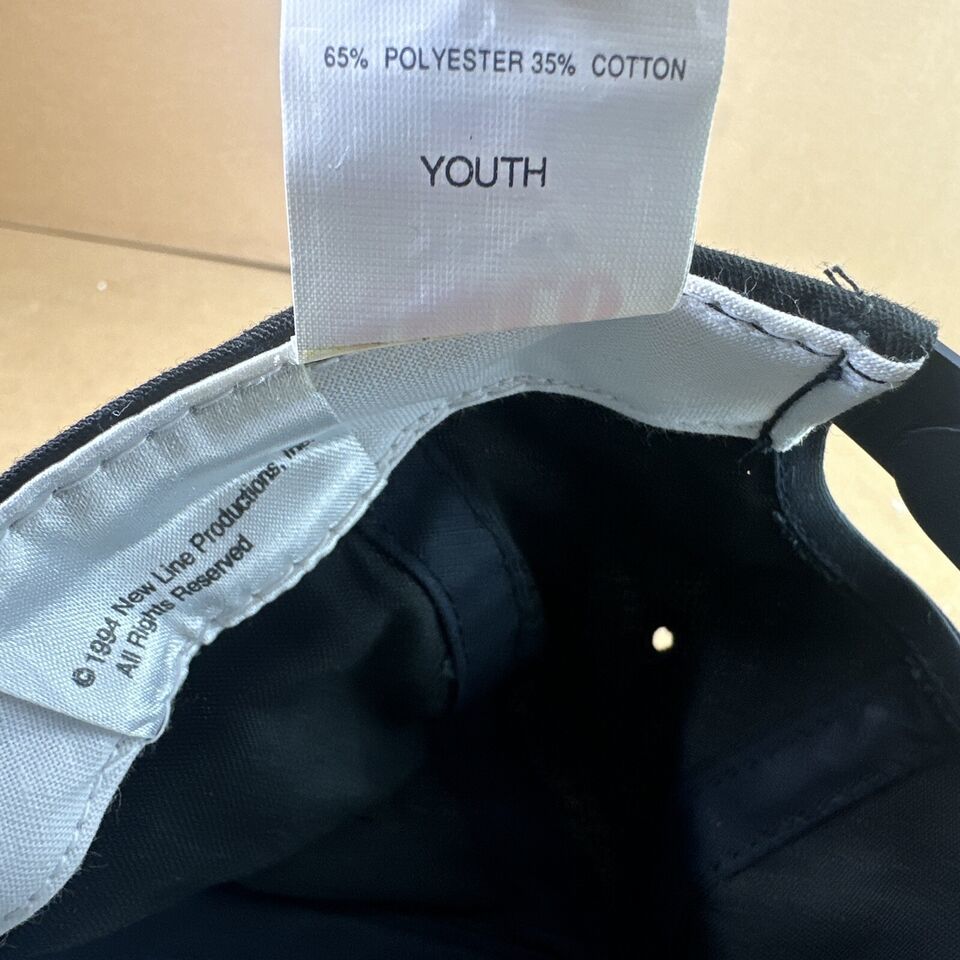 65% POLYESTER 35% COTTON
YOUTH
© 1994 New Line Productions, Inc.
All Rights Reserved